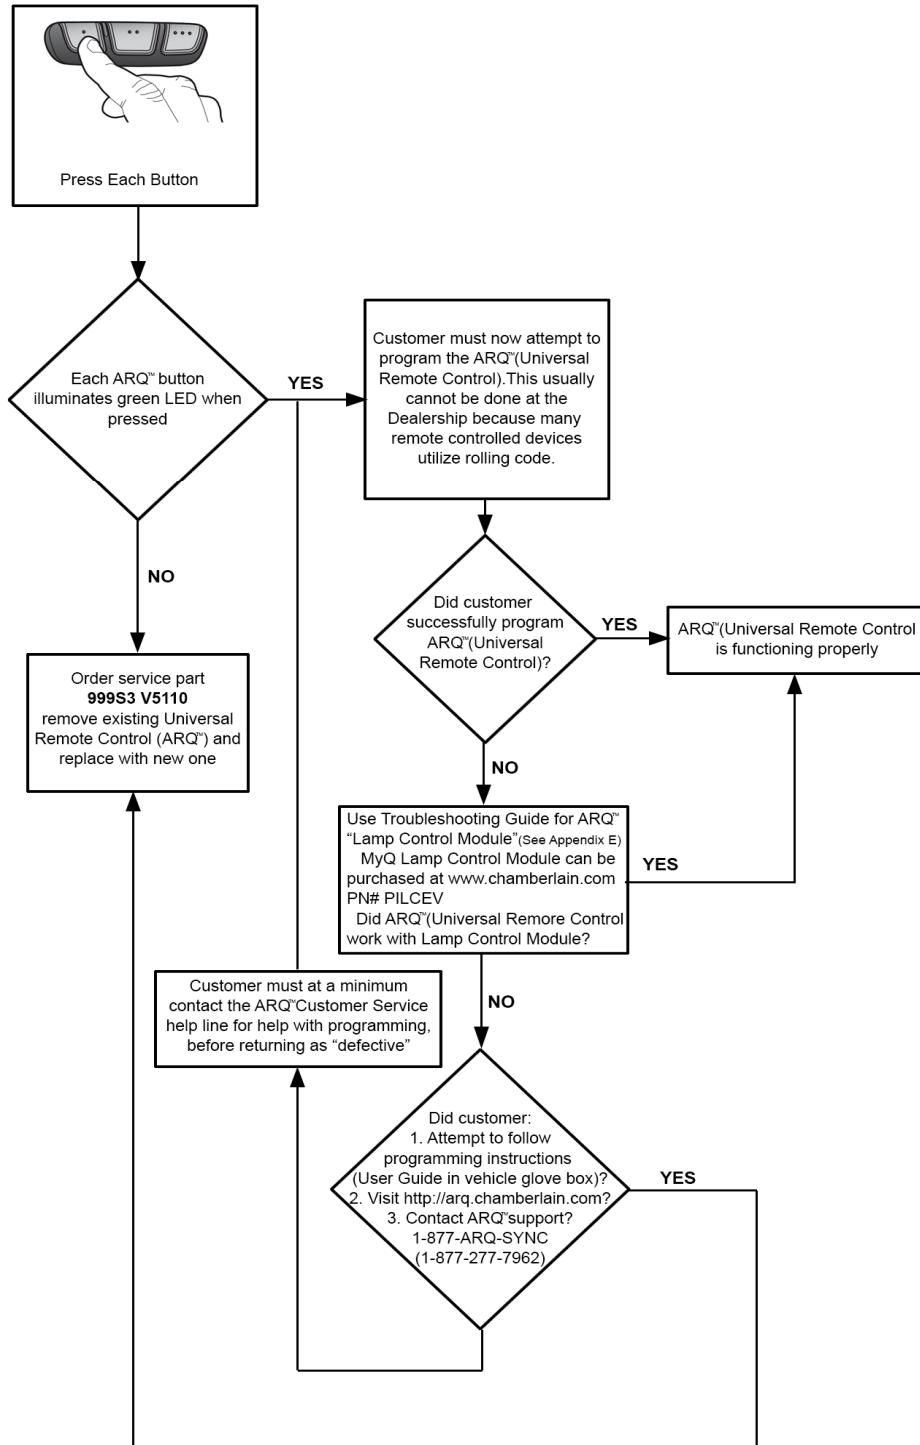 Press Each Button
Each ARQ™ button
illuminates green LED when
pressed
YES
Customer must now attempt to
program the ARQ™(Universal
Remote Control).This usually
cannot be done at the
Dealership because many
remote controlled devices
utilize rolling code.
NO
Order service part
999S3 V5110
remove existing Universal
Remote Control (ARQ™) and
replace with new one
Did customer
successfully program
ARQ™(Universal
Remote Control)?
YES
ARQ™(Universal Remote Control
is functioning properly
NO
Use Troubleshooting Guide for ARQ™
“Lamp Control Module”(See Appendix E)
MyQ Lamp Control Module can be
purchased at www.chamberlain.com
PN# PILCEV
Did ARQ™(Universal Remore Control
work with Lamp Control Module?
YES
NO
Customer must at a minimum
contact the ARQ™Customer Service
help line for help with programming,
before returning as “defective”
Did customer:
1. Attempt to follow
programming instructions
(User Guide in vehicle glove box)?
2. Visit http://arq.chamberlain.com?
3. Contact ARQ™support?
1-877-ARQ-SYNC
(1-877-277-7962)
YES